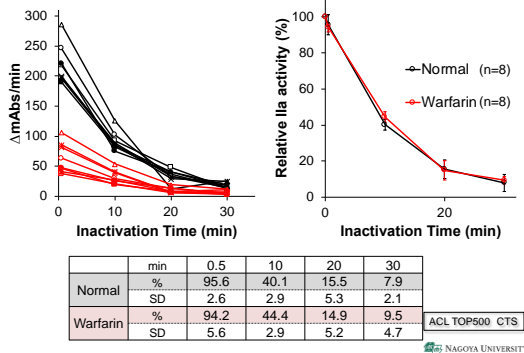 ΔmAbs/min
300
250
200
150
100
50
0
0 10 20 30
Inactivation Time (min)
Relative IIa activity (%)
100
80
60
40
20
0
0 20
Inactivation Time (min)
Normal (n=8)
Warfarin (n=8)
min 0.5 10 20 30
Normal % 95.6 40.1 15.5 7.9
SD 2.6 2.9 5.3 2.1
Warfarin % 94.2 44.4 14.9 9.5
SD 5.6 2.9 5.2 4.7
ACL TOP500 CTS
NAGOYA UNIVERSIT